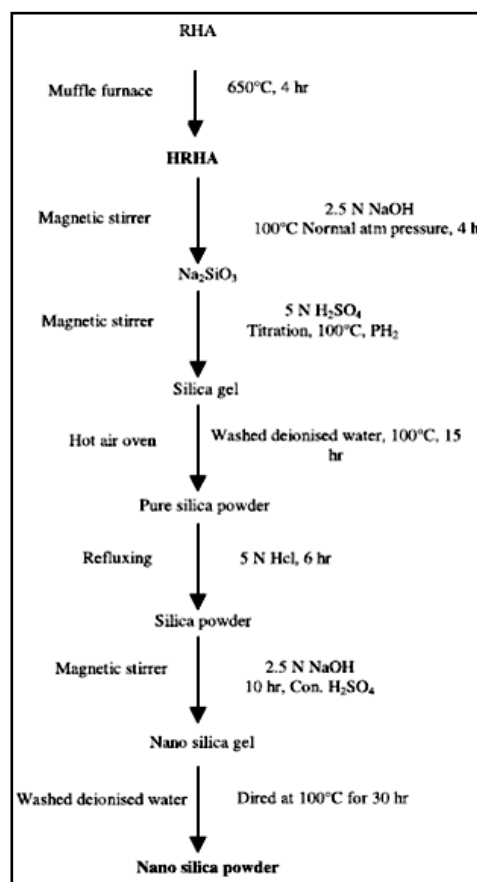 RHA
Muffle furnace
650°C, 4 hr
HRHA
Magnetic stirrer
2.5 N NaOH
100°C Normal atm pressure, 4 h
Na₂SiO₃
Magnetic stirrer
5 N H₂SO₄
Titration, 100°C, PH₂
Silica gel
Hot air oven
Washed deionised water, 100°C, 15
hr
Pure silica powder
Refluxing
5 N Hcl, 6 hr
Silica powder
Magnetic stirrer
2.5 N NaOH
10 hr, Con. H₂SO₄
Nano silica gel
Washed deionised water
Dired at 100°C for 30 hr
Nano silica powder